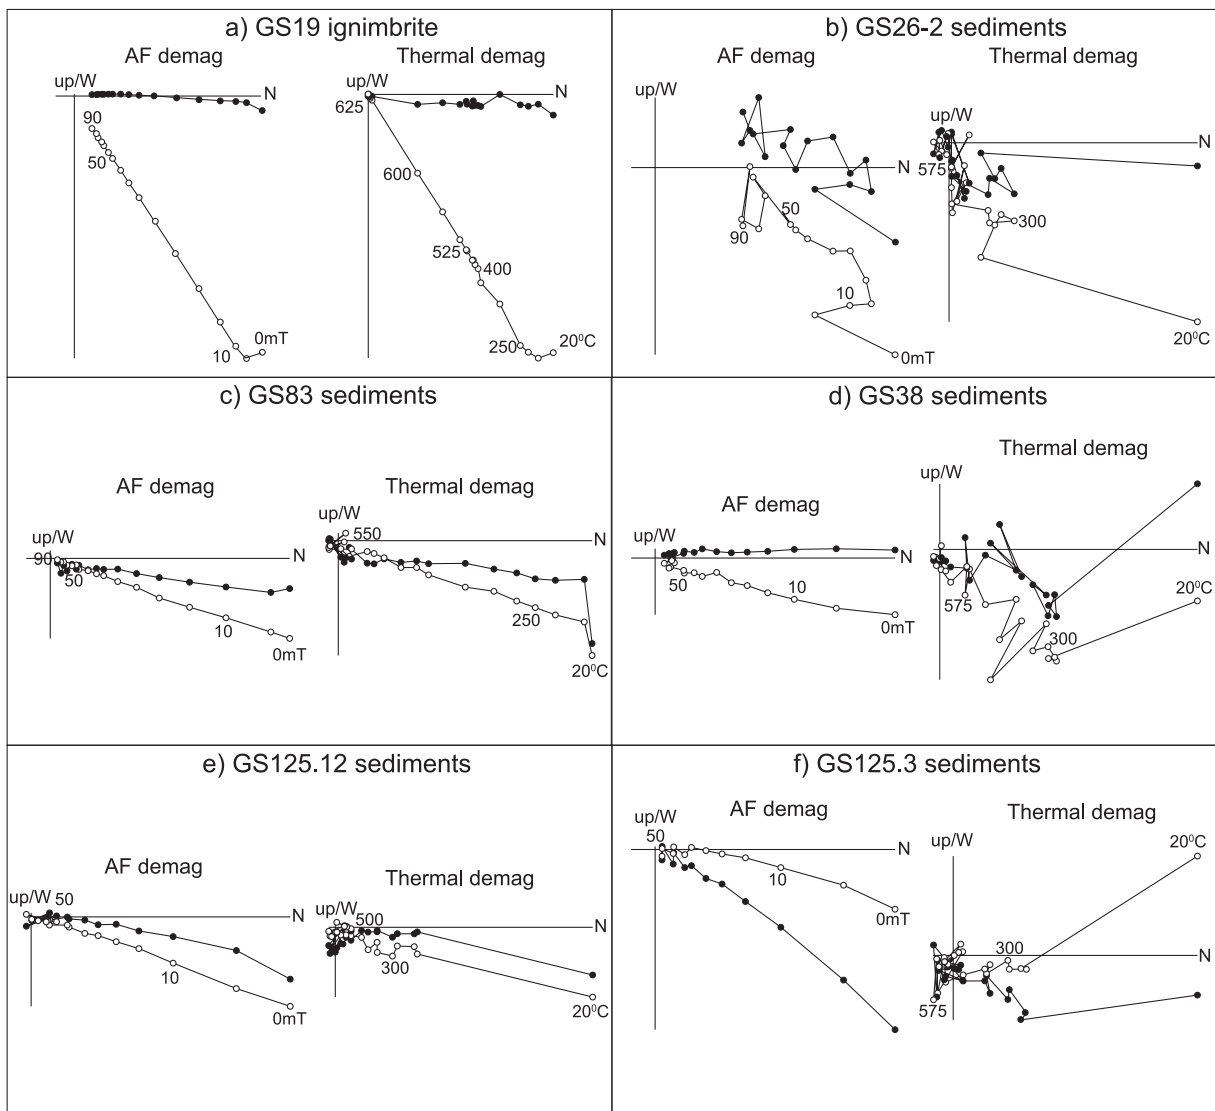 a) GS19 ignimbrite
AF demag
Thermal demag
up/W
N
90
50
10
0mT
up/W
N
625
600
525
400
250
20⁰C
b) GS26-2 sediments
AF demag
Thermal demag
up/W
N
50
90
10
0mT
up/W
N
575
300
20⁰C
c) GS83 sediments
AF demag
Thermal demag
up/W
N
90
50
10
0mT
up/W
550
N
250
20⁰C
d) GS38 sediments
AF demag
Thermal demag
up/W
N
50
10
0mT
up/W
N
575
300
20⁰C
e) GS125.12 sediments
AF demag
Thermal demag
up/W
50
N
10
0mT
up/W
500
N
300
20⁰C
f) GS125.3 sediments
AF demag
Thermal demag
up/W
50
N
10
0mT
up/W
20⁰C
300
N
575